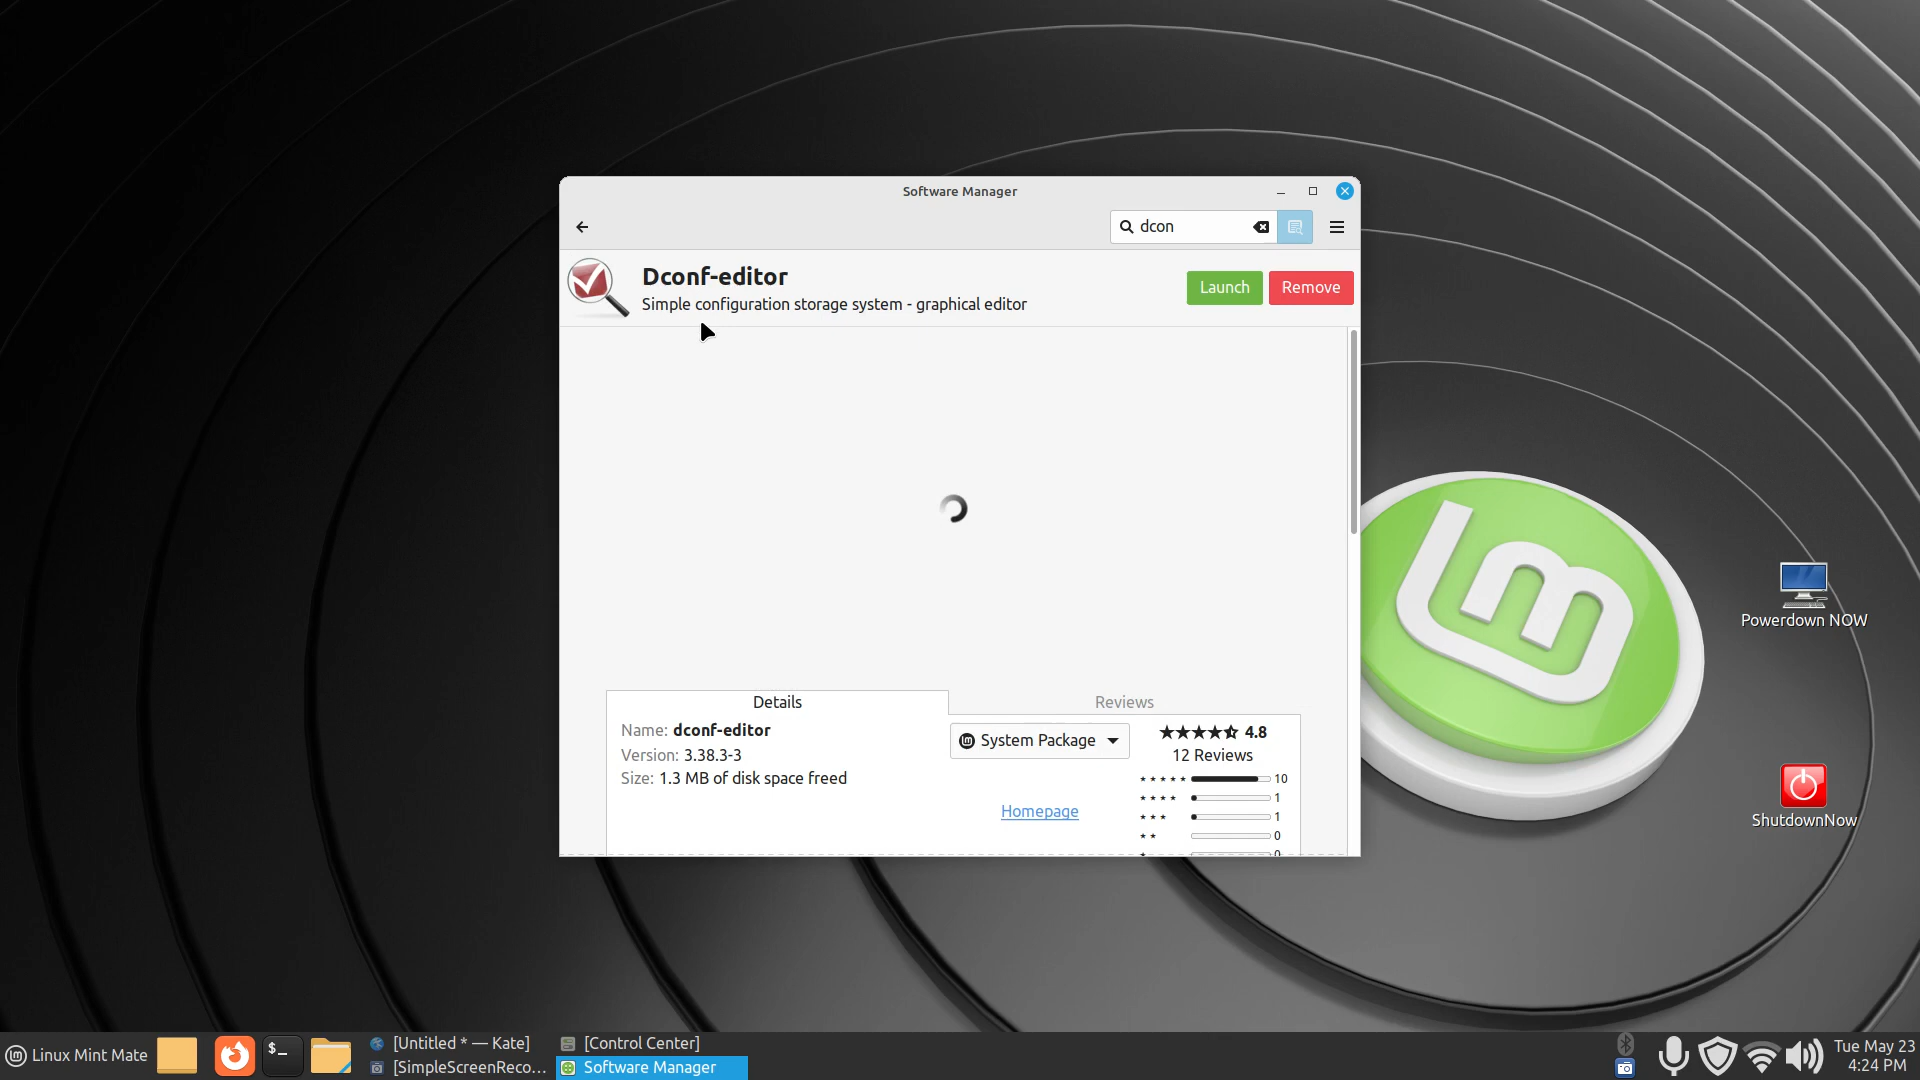 Software Manager
dcon
Dconf-editor
Simple configuration storage system - graphical editor
Launch
Remove
Details
Reviews
Name: dconf-editor
Version: 3.38.3-3
Size: 1.3 MB of disk space freed
System Package
Homepage
4.8
12 Reviews
10
1
1
0
0
Powerdown NOW
ShutdownNow
Linux Mint Mate
$_
[Untitled * — Kate]
[SimpleScreenReco...
[Control Center]
Software Manager
Tue May 23
4:24 PM